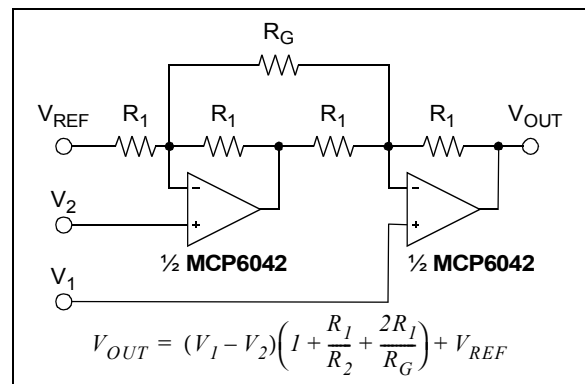 R_G
V_REF R_1 R_1 R_1 R_1 V_OUT
V_2
½ MCP6042 ½ MCP6042
V_1
V_OUT = (V_1 – V_2)(1 + R_1/R_2 + 2R_1/R_G) + V_REF